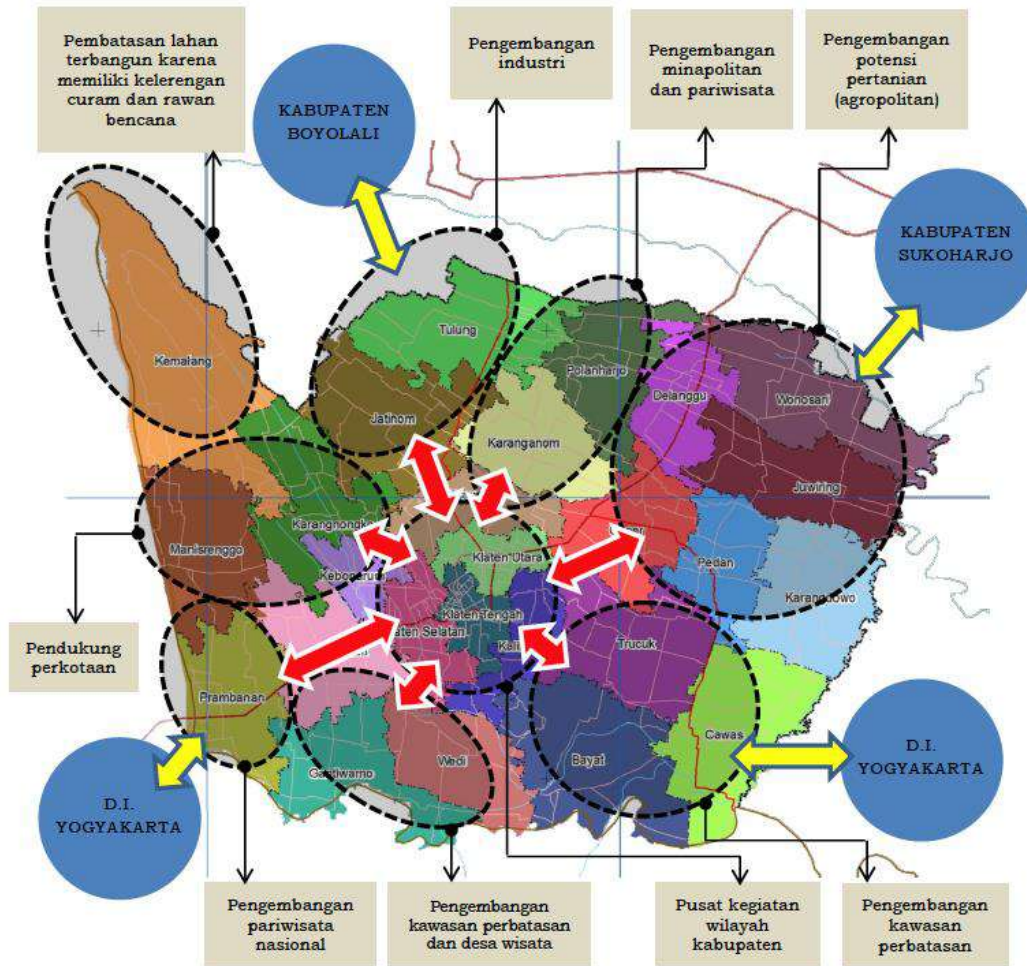 Pembatasan lahan
terbangun karena
memiliki kelerengan
curam dan rawan
bencana
KABUPATEN
BOYOLALI
Pengembangan
industri
Pengembangan
minapolitan
dan pariwisata
Pengembangan
potensi
pertanian
(agropolitan)
KABUPATEN
SUKOHARJO
Kemalang
Tulung
Jatinom
Polanharjo
Karanganom
Delanggu
Wonosari
Juwiring
Manisrenggo
Karangnongko
Kebonarum
Klaten Utara
Klaten Tengah
Pedan
Karangdowo
Trucuk
Prambanan
Gantiwarno
Wedi
Bayat
Cawas
Pendukung
perkotaan
D.I.
YOGYAKARTA
D.I.
YOGYAKARTA
Pengembangan
pariwisata
nasional
Pengembangan
kawasan perbatasan
dan desa wisata
Pusat kegiatan
wilayah
kabupaten
Pengembangan
kawasan
perbatasan